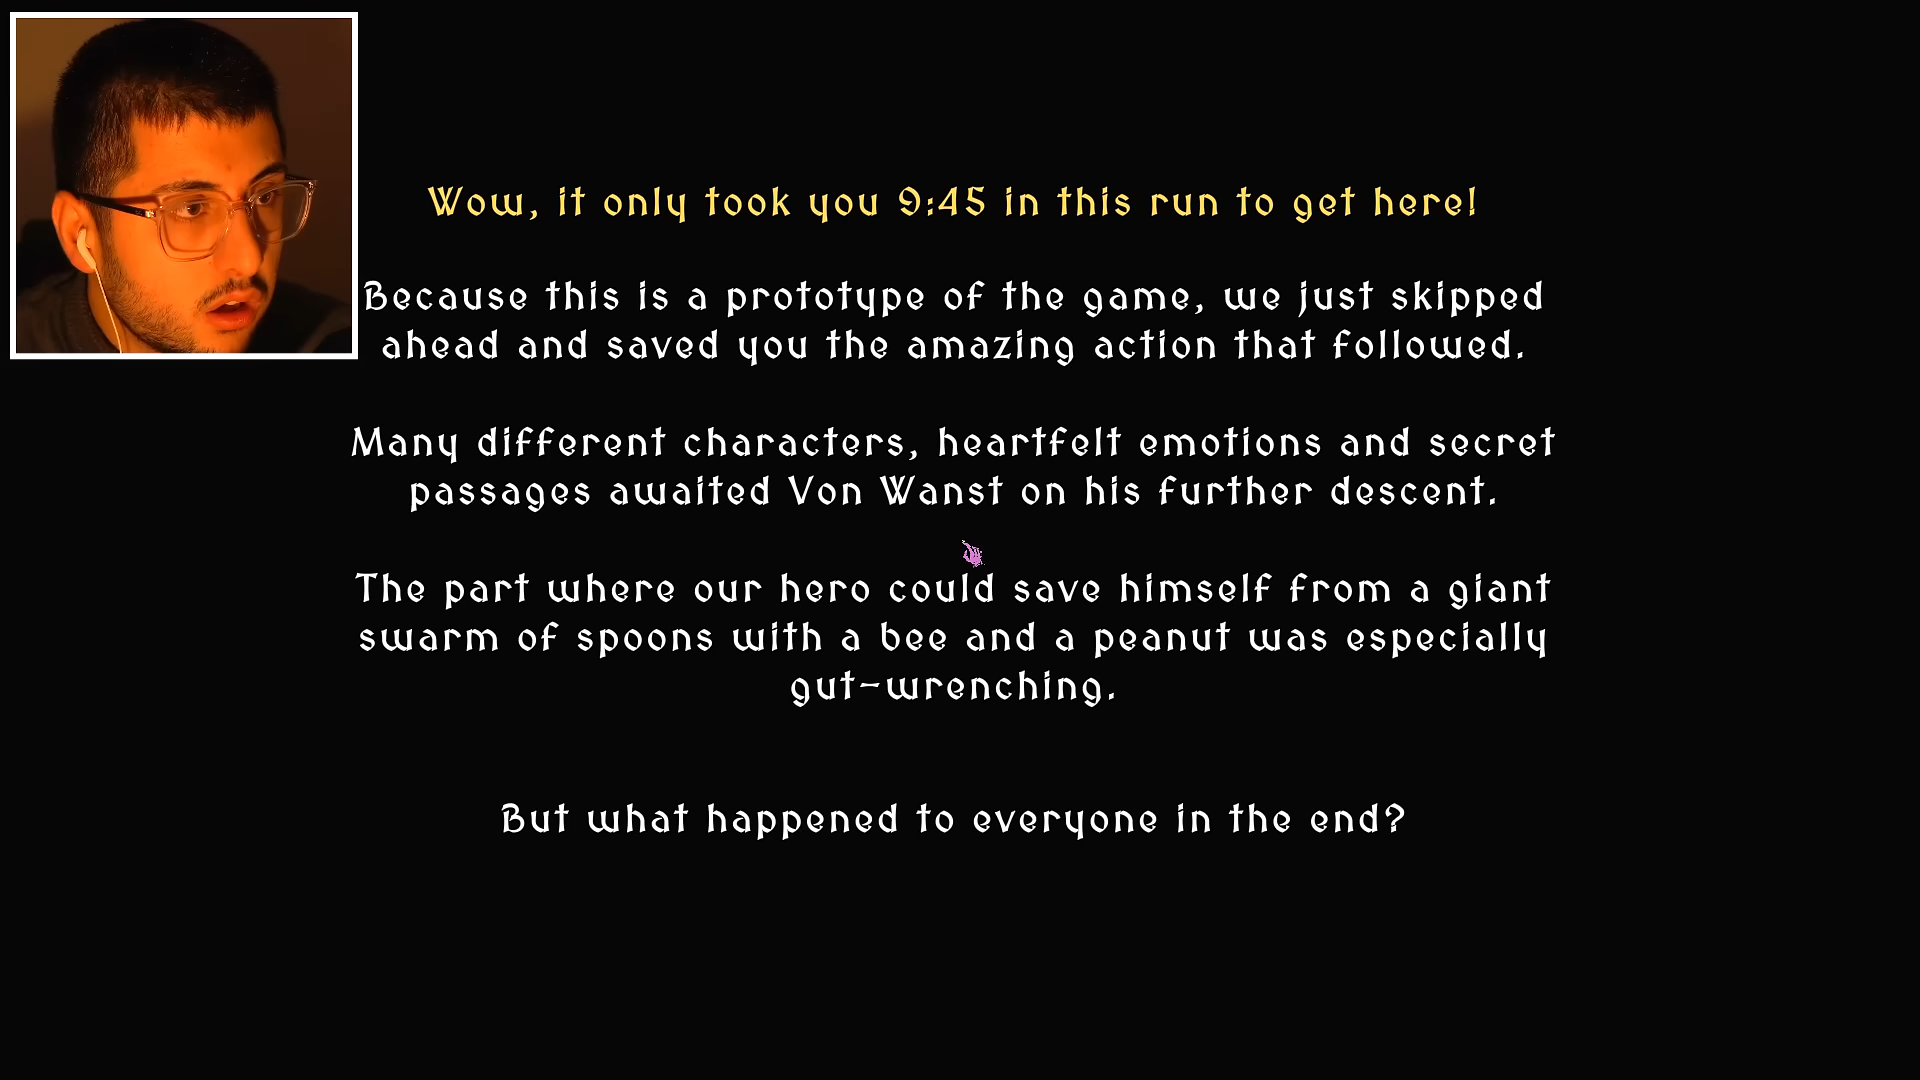 Wow, it only took you 9:45 in this run to get here!
Because this is a prototype of the game, we just skipped
ahead and saved you the amazing action that followed.
Many different characters, heartfelt emotions and secret
passages awaited Von Wanst on his further descent.
The part where our hero could save himself from a giant
swarm of spoons with a bee and a peanut was especially
gut-wrenching.
But what happened to everyone in the end?